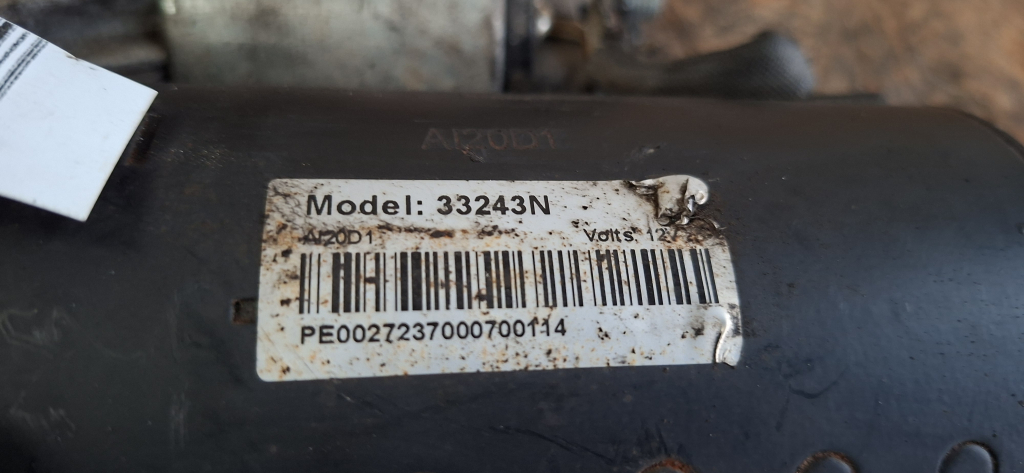 AI20D1
Model: 33243N
AI20D1 Volts: 12
PE0027237000700114